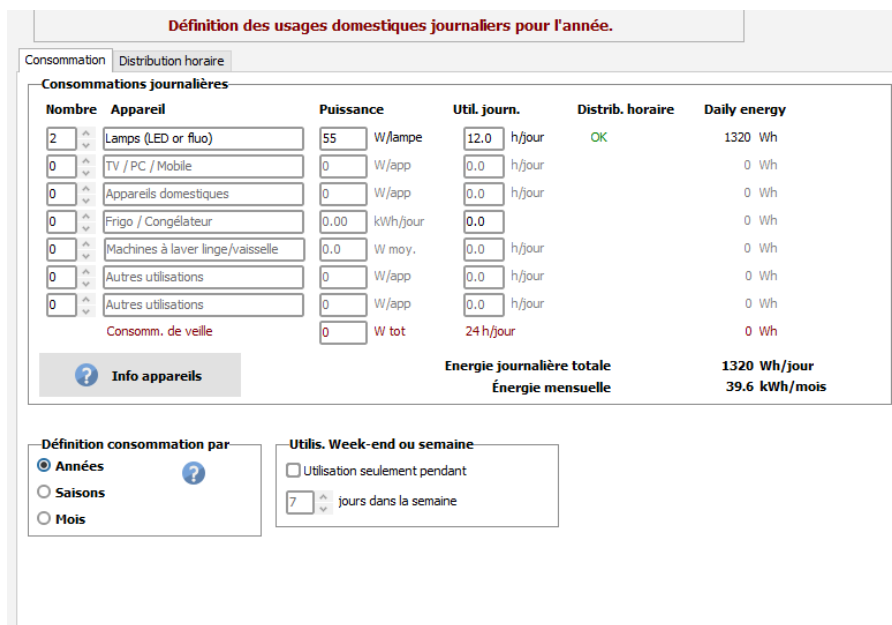 Définition des usages domestiques journaliers pour l'année.
Consommation Distribution horaire
Consommations journalières
Nombre Appareil Puissance Util. journ. Distrib. horaire Daily energy
2 Lamps (LED or fluo) 55 W/lampe 12.0 h/jour OK 1320 Wh
0 TV / PC / Mobile 0 W/app 0.0 h/jour 0 Wh
0 Appareils domestiques 0 W/app 0.0 h/jour 0 Wh
0 Frigo / Congélateur 0.00 kWh/jour 0.0 0 Wh
0 Machines à laver linge/vaisselle 0.0 W moy. 0.0 h/jour 0 Wh
0 Autres utilisations 0 W/app 0.0 h/jour 0 Wh
0 Autres utilisations 0 W/app 0.0 h/jour 0 Wh
Consomm. de veille 0 W tot 24 h/jour 0 Wh
? Info appareils
Energie journalière totale 1320 Wh/jour
Énergie mensuelle 39.6 kWh/mois
Définition consommation par
Années ?
Saisons
Mois
Utilis. Week-end ou semaine
Utilisation seulement pendant
7 jours dans la semaine